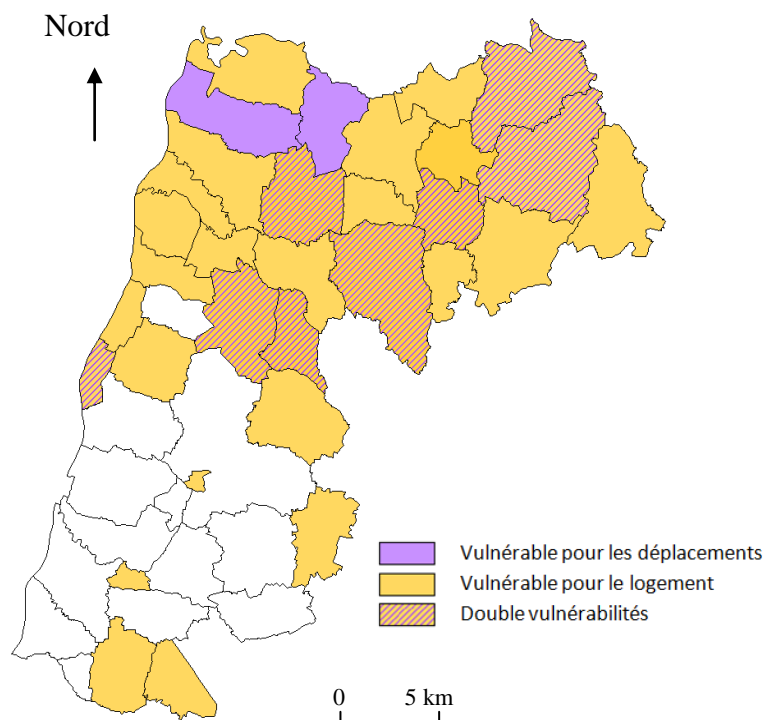 Nord
Vulnérable pour les déplacements
Vulnérable pour le logement
Double vulnérabilités
0 5 km